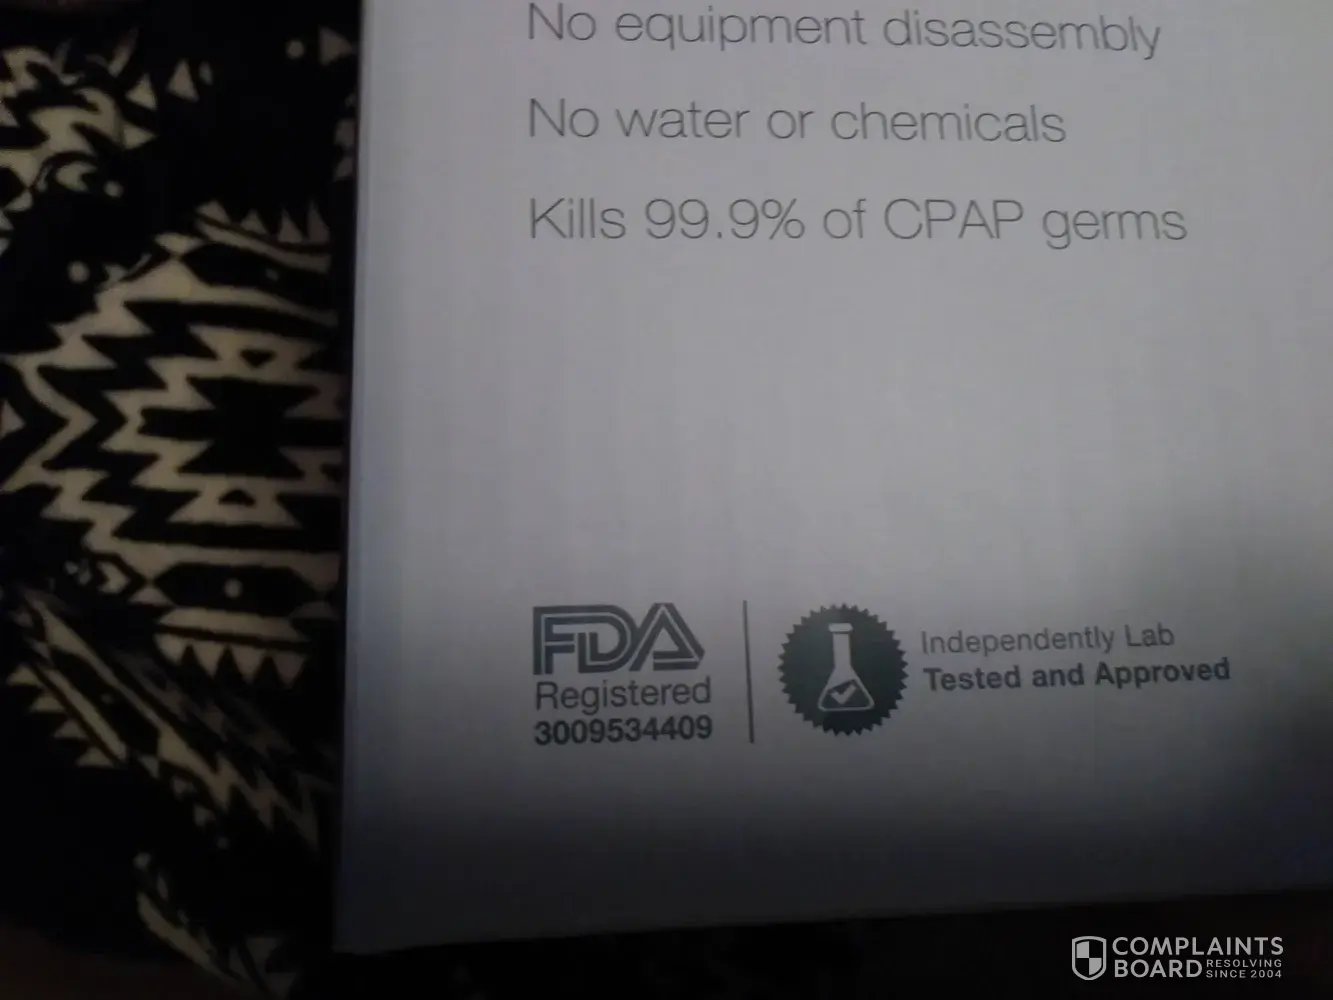 No equipment disassembly
No water or chemicals
Kills 99.9% of CPAP germs
FDA
Registered
3009534409
Independently Lab
Tested and Approved
COMPLAINTS
BOARD RESOLVING
SINCE 2004